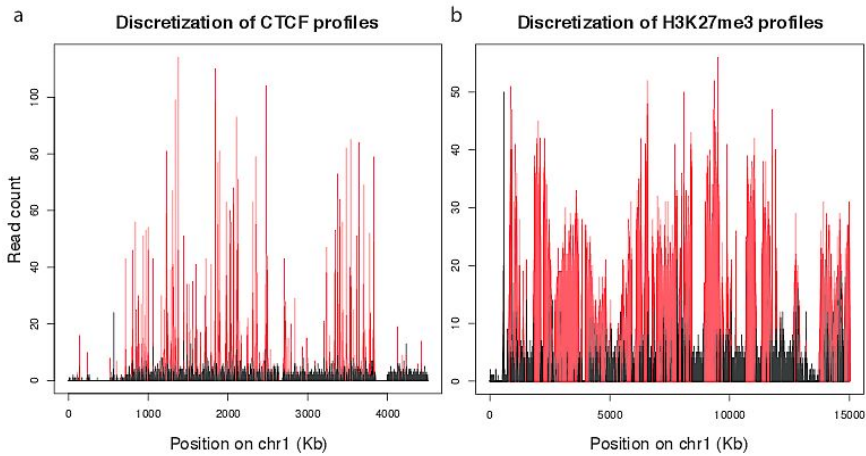 a
Discretization of CTCF profiles
Read count
0
20
40
60
80
100
0 1000 2000 3000 4000
Position on chr1 (Kb)
b
Discretization of H3K27me3 profiles
0
10
20
30
40
50
0 5000 10000 15000
Position on chr1 (Kb)